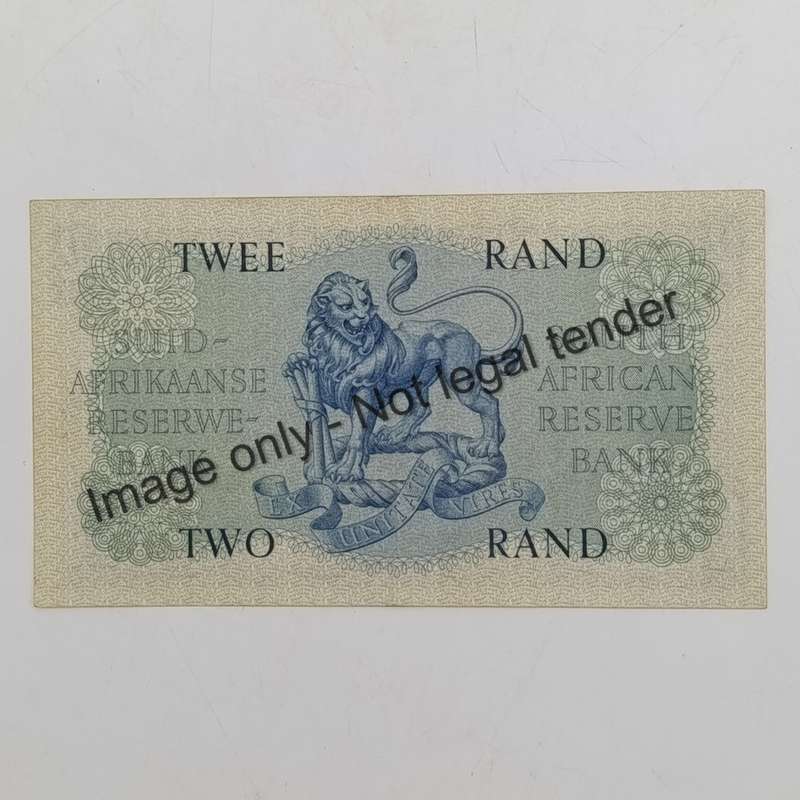 TWEE RAND
SUID-
AFRIKAANSE
RESERWE-
BANK
SOUTH
AFRICAN
RESERVE
BANK
EX UNITATE VIRES
TWO RAND
Image only - Not legal tender